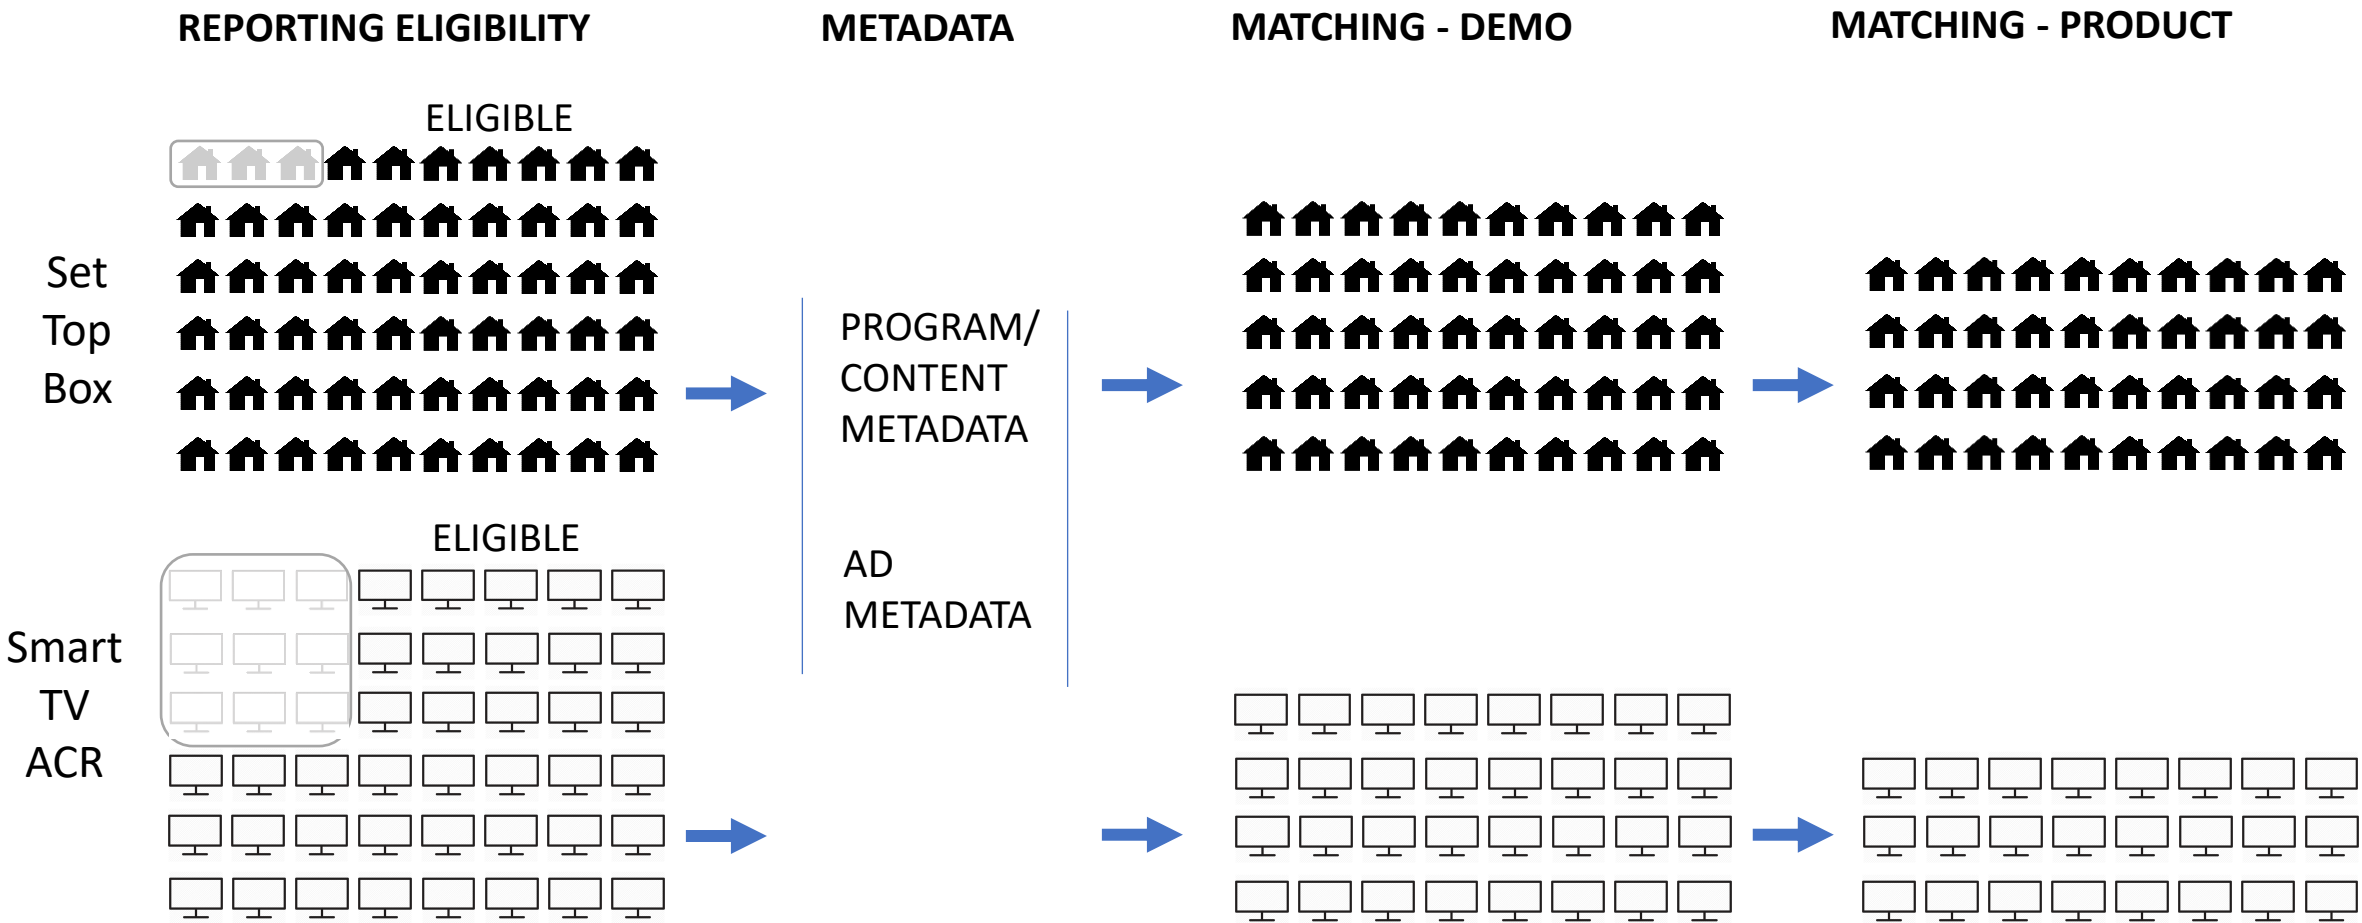 REPORTING ELIGIBILITY
METADATA
MATCHING - DEMO
MATCHING - PRODUCT
ELIGIBLE
Set
Top
Box
PROGRAM/
CONTENT
METADATA
ELIGIBLE
AD
METADATA
Smart
TV
ACR